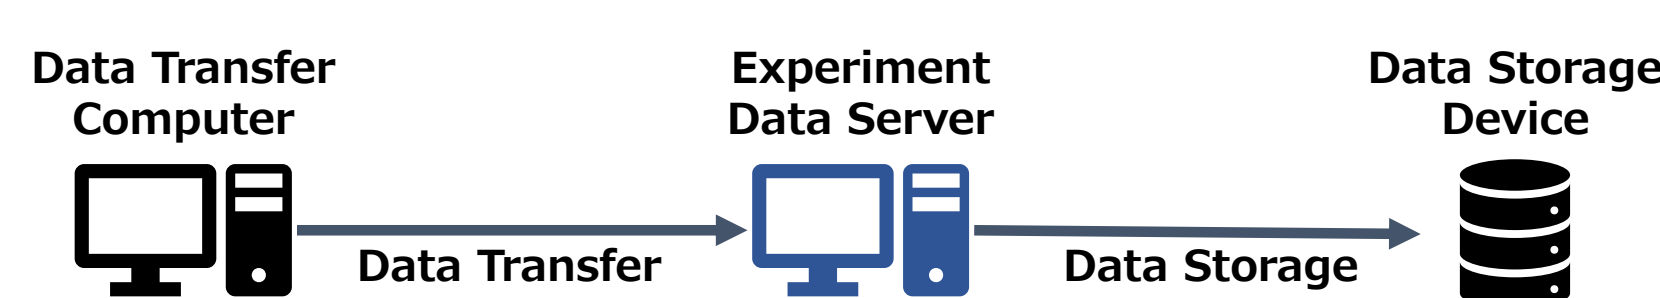 Data Transfer
Computer
Experiment
Data Server
Data Storage
Device
Data Transfer
Data Storage